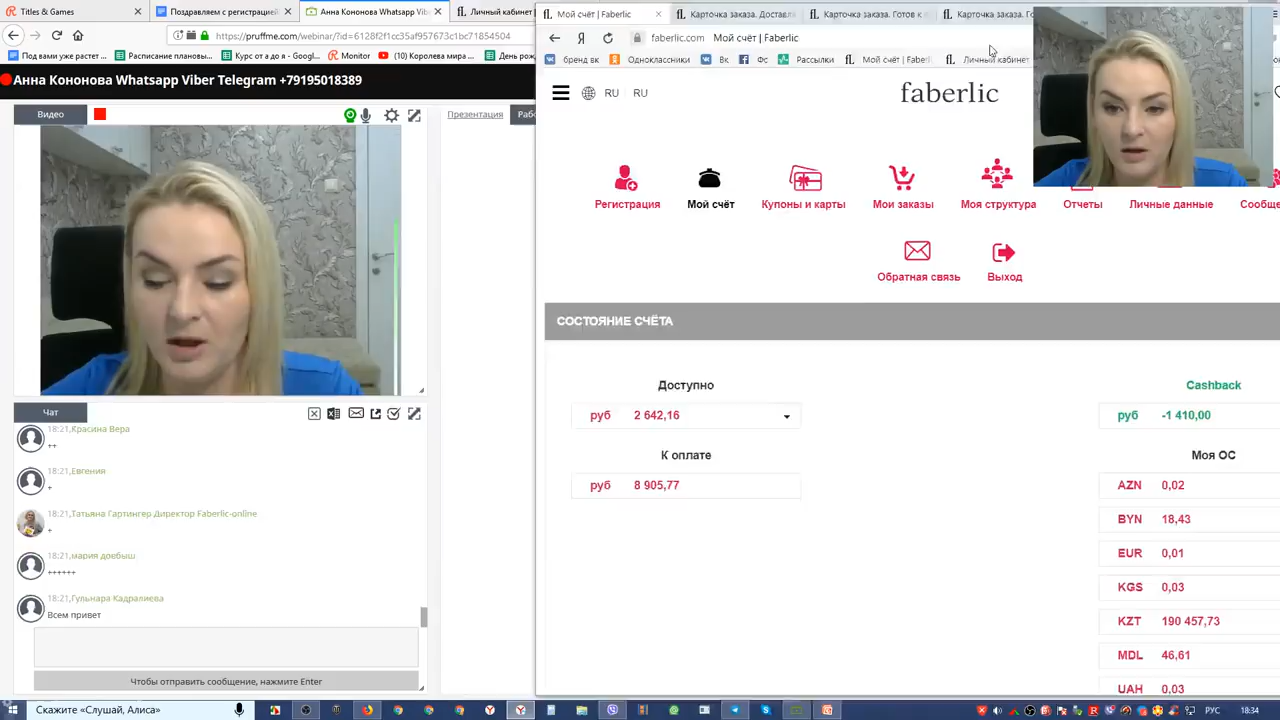 Titles & Games
Поздравляем с регистрацией
Анна Кононова Whatsapp Viber
Личный кабинет
https://pruffme.com/webinar/?id=6128f2f1cc35af957673c1bc71854504
Под вами уже растет
Расписание плановы...
Курс от О. Ра
Monitor
(10) Королева мира...
День рож
Анна Кононова Whatsapp Viber Telegram +79195018389
Видео
Презентация
Рабо
Чат
18:21,Красина Вера
++
18:21,Евгения
+
18:21,Татьяна Гартингер Директор Faberlic-online
+
18:21,мария доебыш
++++++
18:21,Гульнара Кадралиева
Всем привет
Чтобы отправить сообщение, нажмите Enter
Мой счёт | Faberlic
Карточка заказа. Доставл
Карточка заказа. Готов к в
Карточка заказа. Го
faberlic.com Мой счёт | Faberlic
бренд вк
Одноклассники
Вк
Фс
Рассылки
Мой счёт | Faberli
Личный кабинет
RU RU
faberlic
Регистрация
Мой счёт
Купоны и карты
Мои заказы
Моя структура
Отчеты
Личные данные
Сообще
Обратная связь
Выход
СОСТОЯНИЕ СЧЁТА
Доступно
руб 2 642,16
К оплате
руб 8 905,77
Cashback
руб -1 410,00
Моя ОС
AZN 0,02
BYN 18,43
EUR 0,01
KGS 0,03
KZT 190 457,73
MDL 46,61
UAH 0,03
Скажите «Слушай, Алиса»
РУС
18:34